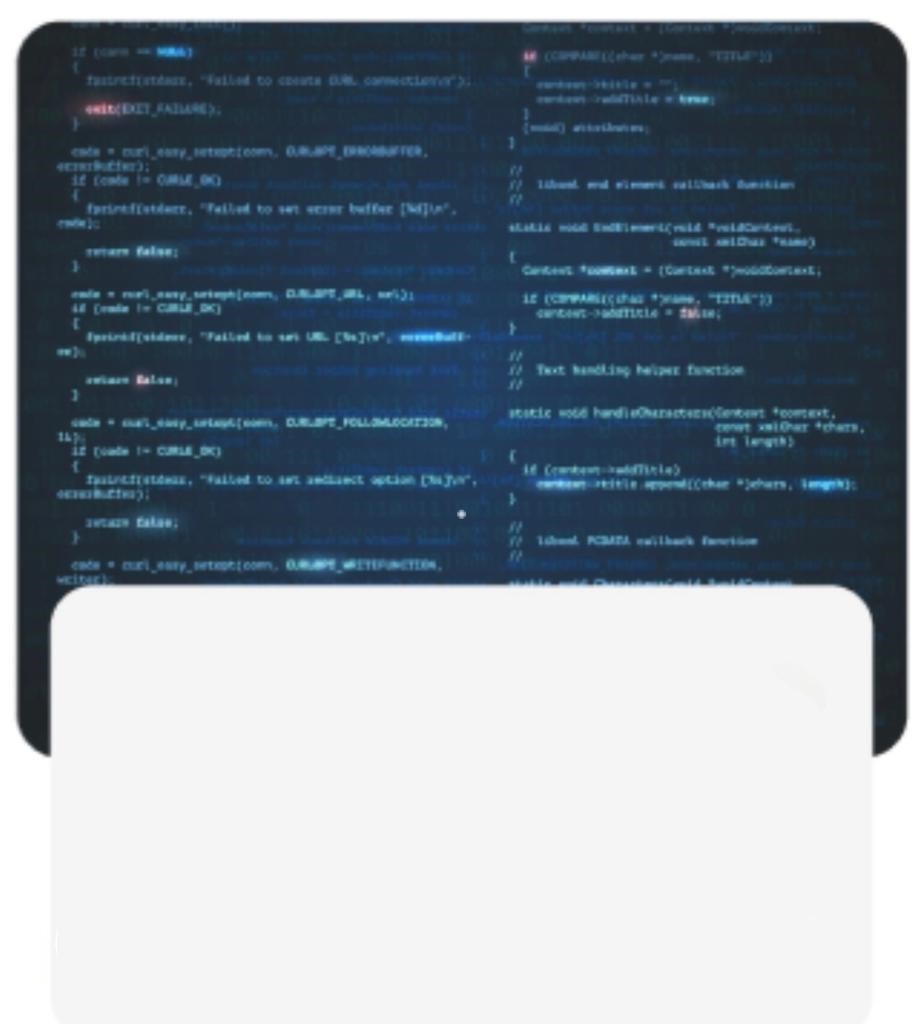 if (conn == NULL)
{
fprintf(stderr, "Failed to create CURL connection\n");
exit(EXIT_FAILURE);
}
code = curl_easy_setopt(conn, CURLOPT_ERRORBUFFER,
errorBuffer);
if (code != CURLE_OK)
{
fprintf(stderr, "Failed to set error buffer [%d]\n",
code);
return false;
}
code = curl_easy_setopt(conn, CURLOPT_URL, url);
if (code != CURLE_OK)
{
fprintf(stderr, "Failed to set URL [%s]\n", errorBuff-
er);
return false;
}
code = curl_easy_setopt(conn, CURLOPT_FOLLOWLOCATION,
1L);
if (code != CURLE_OK)
{
fprintf(stderr, "Failed to set redirect option [%s]\n",
errorBuffer);
return false;
}
code = curl_easy_setopt(conn, CURLOPT_WRITEFUNCTION,
writer);
Context *context = (Context *)voidContext;
if (COMPARE((char *)name, "TITLE"))
{
context->title = "";
context->addTitle = true;
}
(void) attributes;
}
//
// libxml end element callback function
//
static void EndElement(void *voidContext,
const xmlChar *name)
{
Context *context = (Context *)voidContext;
if (COMPARE((char *)name, "TITLE"))
context->addTitle = false;
}
//
// Text handling helper function
//
static void handleCharacters(Context *context,
const xmlChar *chars,
int length)
{
if (context->addTitle)
context->title.append((char *)chars, length);
}
//
// libxml PCDATA callback function
//
static void Characters(void *voidContext,